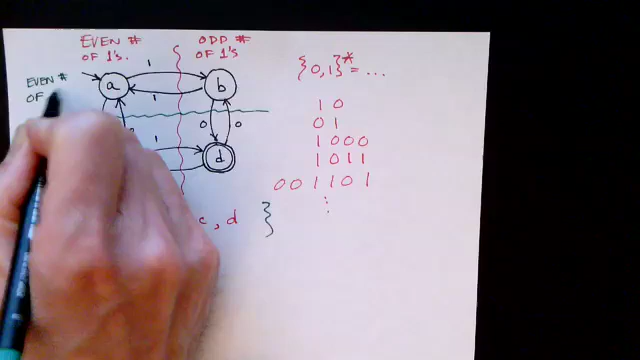 EVEN #
OF 1's
ODD #
OF 1's
EVEN #
OF
a
1
b
1
{0,1}* = ...
0
0
1
d
1 0
0 1
1 0 0 0
1 0 1 1
0 0 1 1 0 1
c, d }